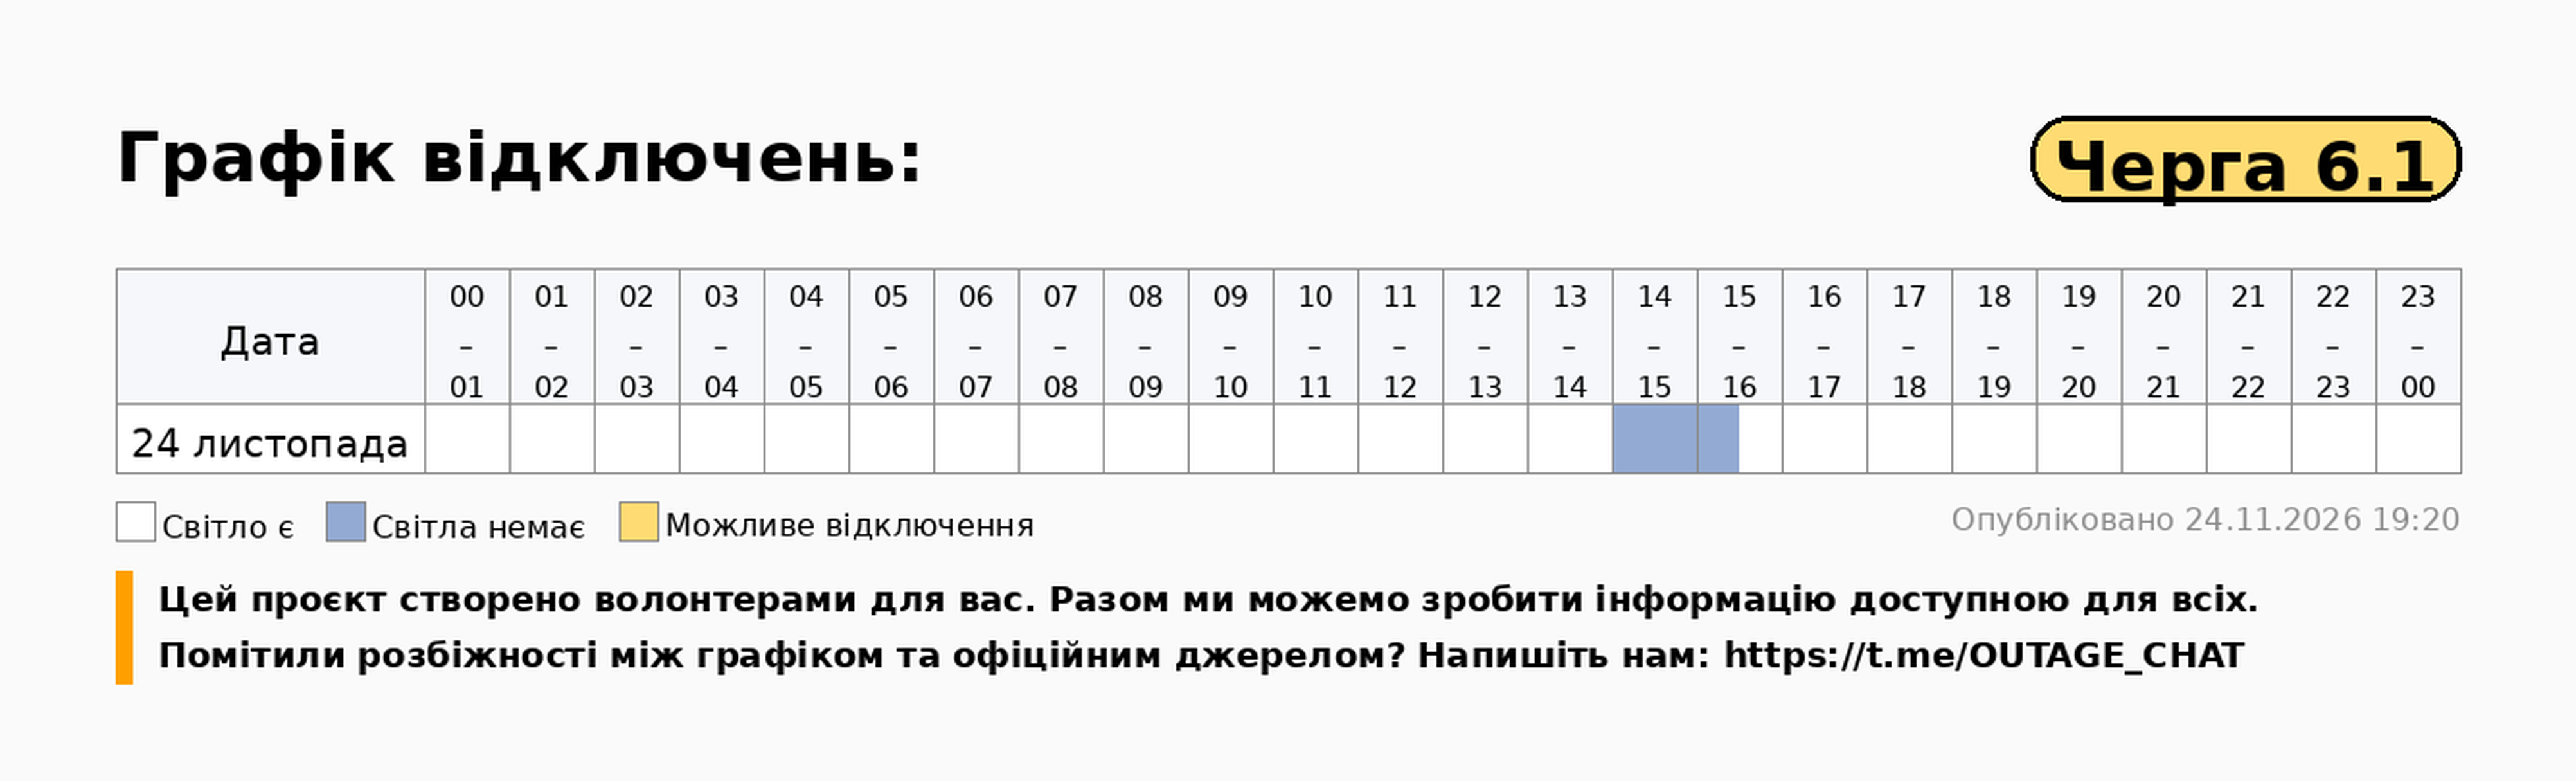 Графік відключень:
Черга 6.1
Дата 00 – 01 01 – 02 02 – 03 03 – 04 04 – 05 05 – 06 06 – 07 07 – 08 08 – 09 09 – 10 10 – 11 11 – 12 12 – 13 13 – 14 14 – 15 15 – 16 16 – 17 17 – 18 18 – 19 19 – 20 20 – 21 21 – 22 22 – 23 23 – 00
24 листопада
Світло є Світла немає Можливе відключення
Опубліковано 24.11.2026 19:20
Цей проєкт створено волонтерами для вас. Разом ми можемо зробити інформацію доступною для всіх.
Помітили розбіжності між графіком та офіційним джерелом? Напишіть нам: https://t.me/OUTAGE_CHAT